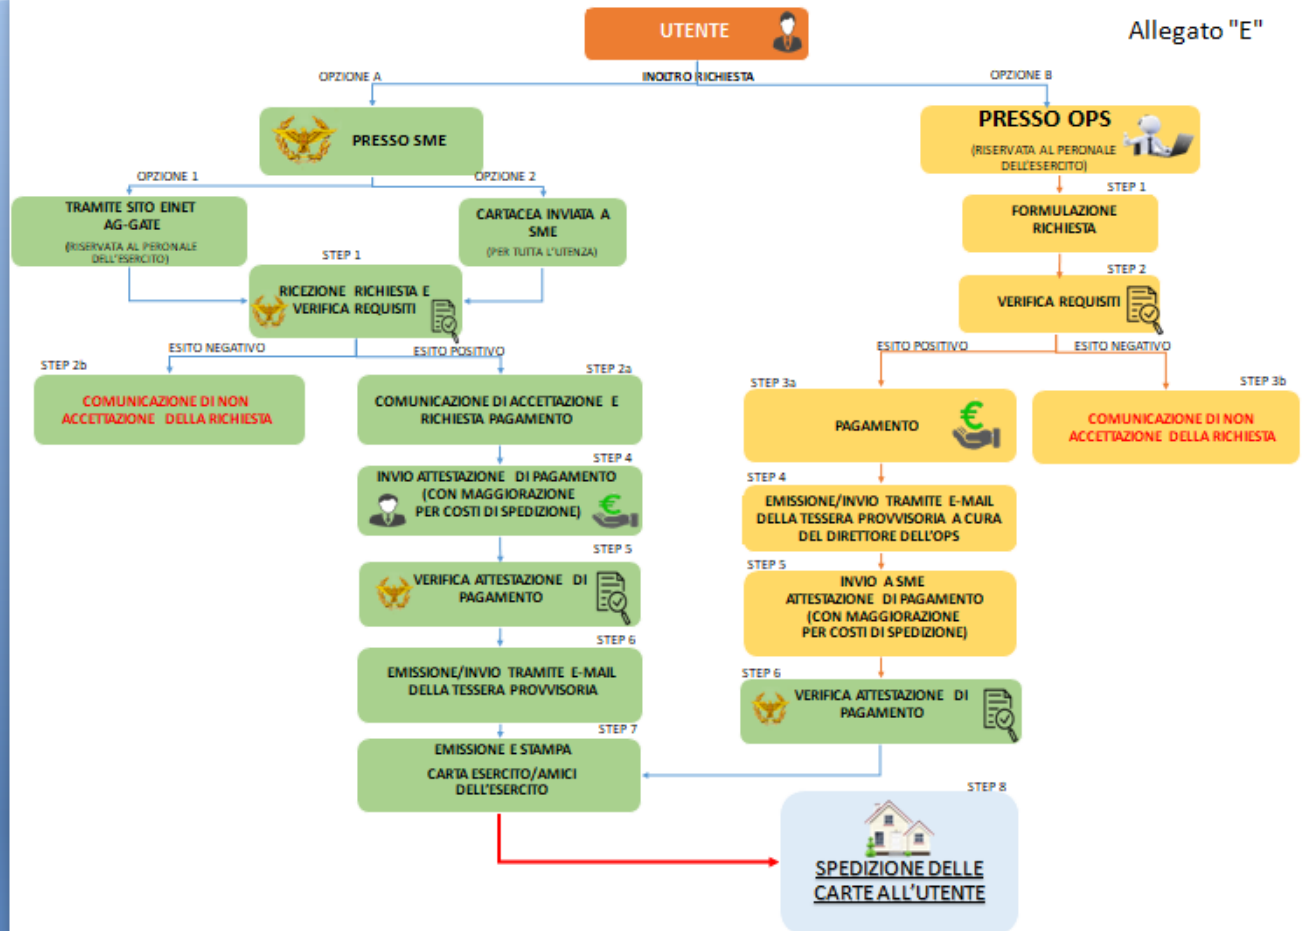 UTENTE
Allegato "E"
OPZIONE A
INOLTRO RICHIESTA
OPZIONE B
PRESSO SME
PRESSO OPS
(RISERVATA AL PERONALE
DELL'ESERCITO)
OPZIONE 1
OPZIONE 2
TRAMITE SITO EINET
AG-GATE
(RISERVATA AL PERONALE
DELL'ESERCITO)
CARTACEA INVIATA A
SME
(PER TUTTA L'UTENZA)
STEP 1
FORMULAZIONE
RICHIESTA
STEP 1
RICEZIONE RICHIESTA E
VERIFICA REQUISITI
STEP 2
VERIFICA REQUISITI
ESITO NEGATIVO
ESITO POSITIVO
ESITO POSITIVO
ESITO NEGATIVO
STEP 2b
COMUNICAZIONE DI NON
ACCETTAZIONE DELLA RICHIESTA
STEP 2a
COMUNICAZIONE DI ACCETTAZIONE E
RICHIESTA PAGAMENTO
STEP 3a
PAGAMENTO
STEP 3b
COMUNICAZIONE DI NON
ACCETTAZIONE DELLA RICHIESTA
STEP 4
INVIO ATTESTAZIONE DI PAGAMENTO
(CON MAGGIORAZIONE
PER COSTI DI SPEDIZIONE)
STEP 4
EMISSIONE/INVIO TRAMITE E-MAIL
DELLA TESSERA PROVVISORIA A CURA
DEL DIRETTORE DELL'OPS
STEP 5
VERIFICA ATTESTAZIONE DI
PAGAMENTO
STEP 5
INVIO A SME
ATTESTAZIONE DI PAGAMENTO
(CON MAGGIORAZIONE
PER COSTI DI SPEDIZIONE)
STEP 6
EMISSIONE/INVIO TRAMITE E-MAIL
DELLA TESSERA PROVVISORIA
STEP 6
VERIFICA ATTESTAZIONE DI
PAGAMENTO
STEP 7
EMISSIONE E STAMPA
CARTA ESERCITO/AMICI
DELL'ESERCITO
STEP 8
SPEDIZIONE DELLE
CARTE ALL'UTENTE